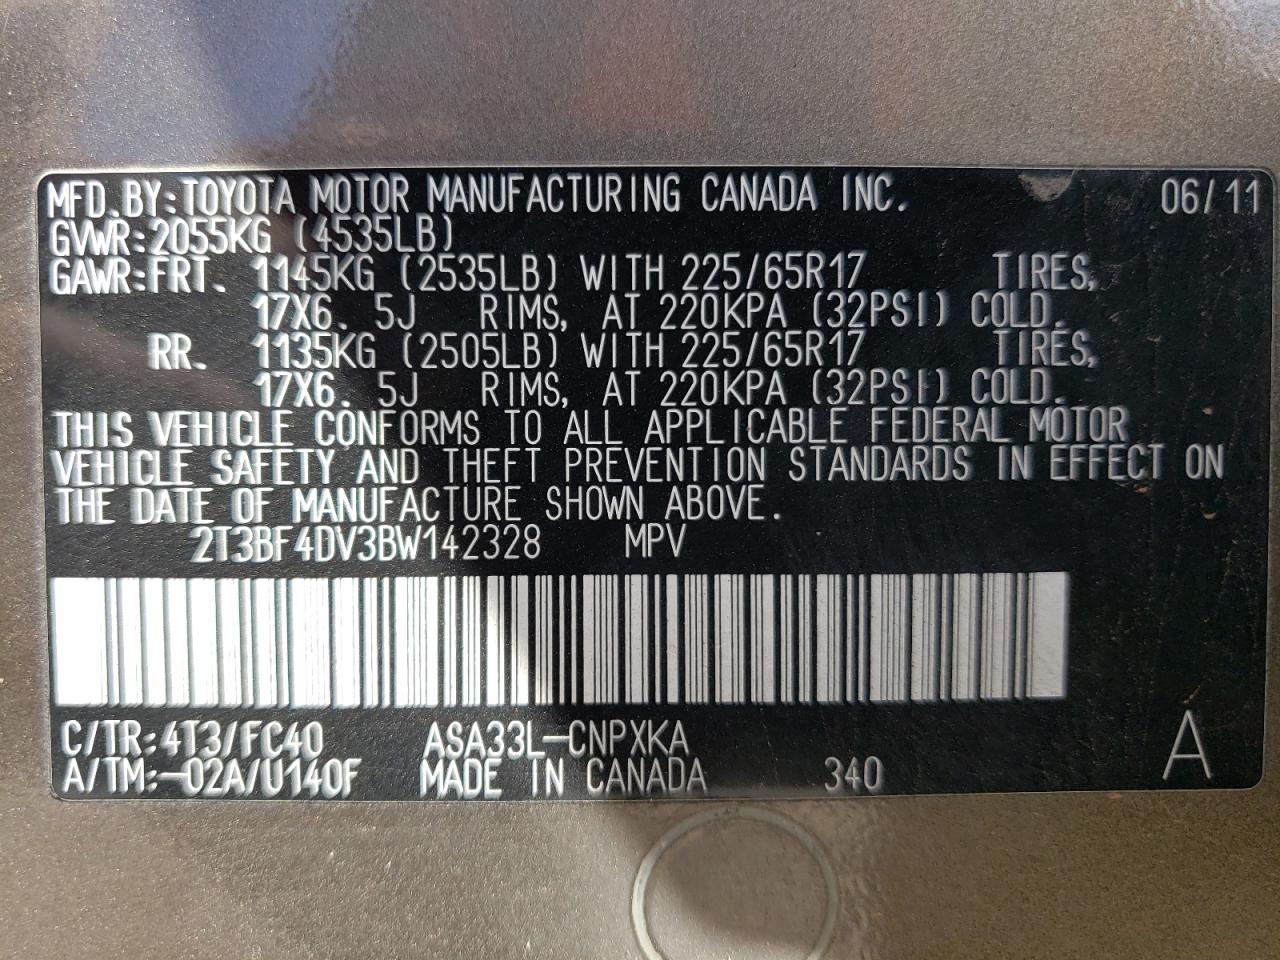 MFD.BY:TOYOTA MOTOR MANUFACTURING CANADA INC. 06/11
GVWR:2055KG (4535LB)
GAWR:FRT. 1145KG (2535LB) WITH 225/65R17 TIRES,
17X6. 5J RIMS, AT 220KPA (32PSI) COLD.
RR. 1135KG (2505LB) WITH 225/65R17 TIRES,
17X6. 5J RIMS, AT 220KPA (32PSI) COLD.
THIS VEHICLE CONFORMS TO ALL APPLICABLE FEDERAL MOTOR
VEHICLE SAFETY AND THEFT PREVENTION STANDARDS IN EFFECT ON
THE DATE OF MANUFACTURE SHOWN ABOVE.
2T3BF4DV3BW142328 MPV
C/TR:4T3/FC40 ASA33L-CNPXKA A
A/TM:-02A/U140F MADE IN CANADA 340